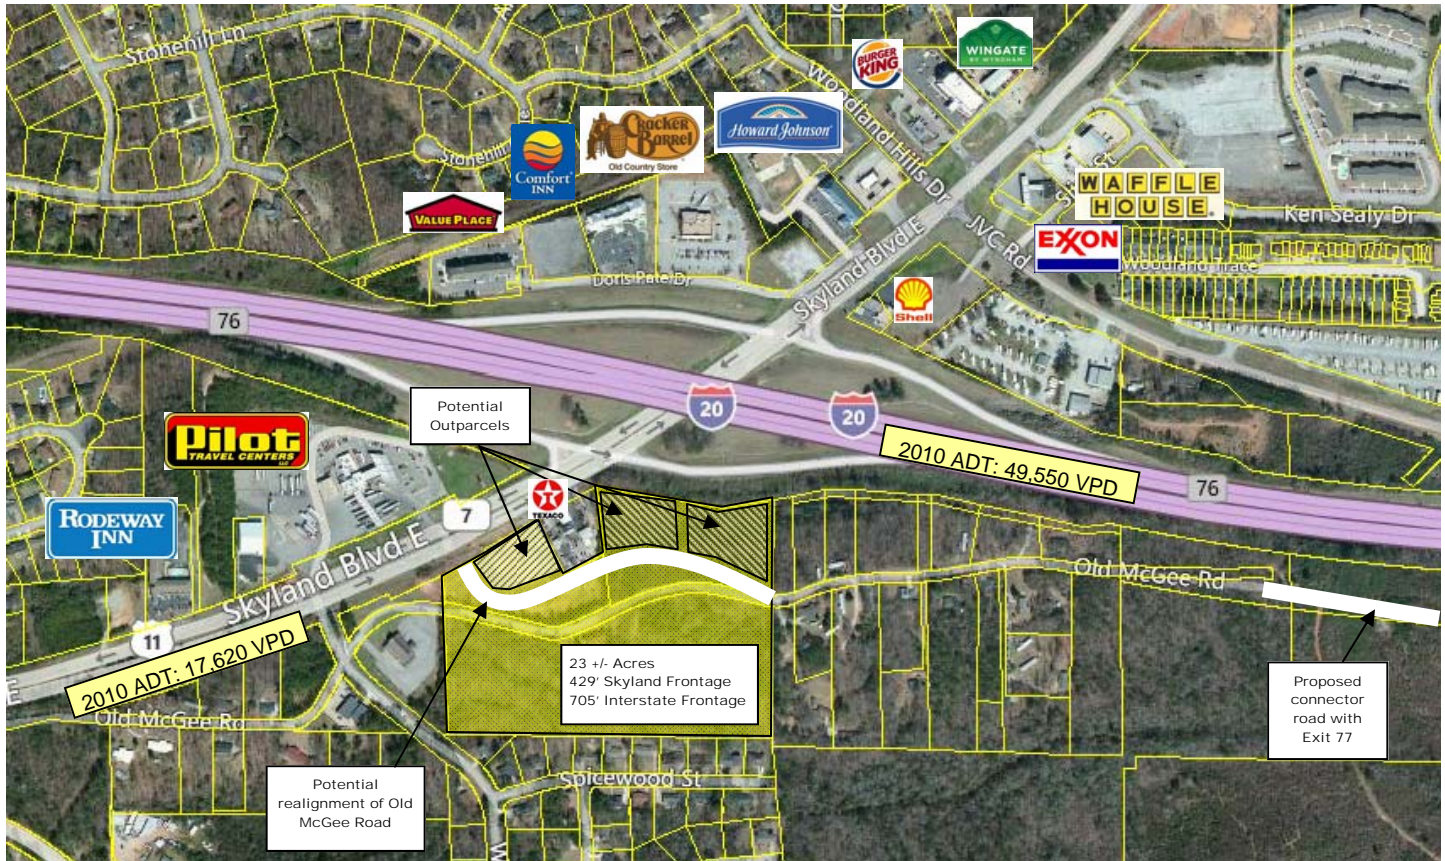 Stonehill Ln
BURGER
KING
WINGATE
BY WYNDHAM
Woodland Hills Dr
Cracker
Barrel
Old Country Store
Howard Johnson
Stonehill
Comfort
INN
VALUE PLACE
WAFFLE
HOUSE
Ken Sealy Dr
JVC Rd
EXXON
Woodland Trace
Doris Pate Dr
Skyland Blvd E
Shell
76
Potential
Outparcels
20
20
2010 ADT: 49,550 VPD
76
Pilot
TRAVEL CENTERS
LLC
RODEWAY
INN
7
TEXACO
Skyland Blvd E
Old McGee Rd
11
2010 ADT: 17,620 VPD
E
23 +/- Acres
429' Skyland Frontage
705' Interstate Frontage
Proposed
connector
road with
Exit 77
Old McGee Rd
Potential
realignment of Old
McGee Road
Spicewood St
W